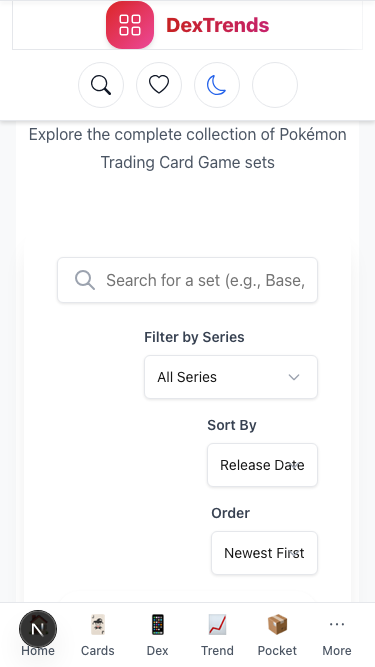 DexTrends
Explore the complete collection of Pokémon
Trading Card Game sets
Search for a set (e.g., Base,
Filter by Series
All Series
Sort By
Release Date
Order
Newest First
N
Home
Cards
Dex
Trend
Pocket
More